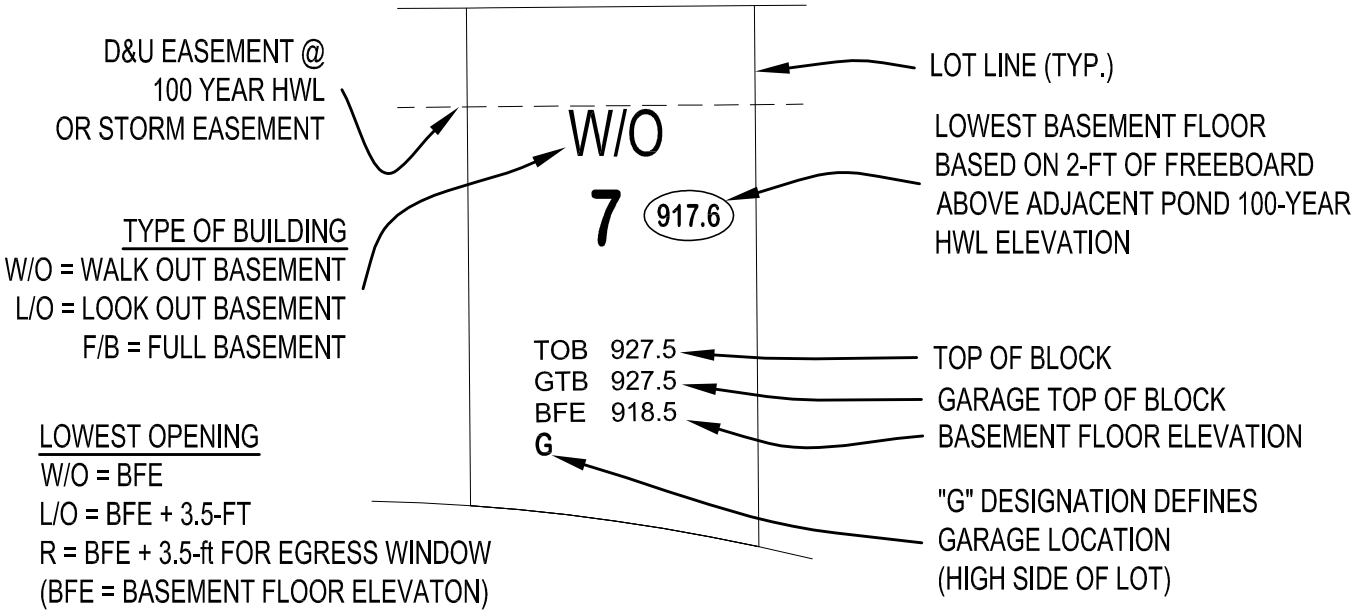 D&U EASEMENT @
100 YEAR HWL
OR STORM EASEMENT
TYPE OF BUILDING
W/O = WALK OUT BASEMENT
L/O = LOOK OUT BASEMENT
F/B = FULL BASEMENT
LOWEST OPENING
W/O = BFE
L/O = BFE + 3.5-FT
R = BFE + 3.5-ft FOR EGRESS WINDOW
(BFE = BASEMENT FLOOR ELEVATON)
W/O
7 917.6
TOB 927.5
GTB 927.5
BFE 918.5
G
LOT LINE (TYP.)
LOWEST BASEMENT FLOOR
BASED ON 2-FT OF FREEBOARD
ABOVE ADJACENT POND 100-YEAR
HWL ELEVATION
TOP OF BLOCK
GARAGE TOP OF BLOCK
BASEMENT FLOOR ELEVATION
"G" DESIGNATION DEFINES
GARAGE LOCATION
(HIGH SIDE OF LOT)